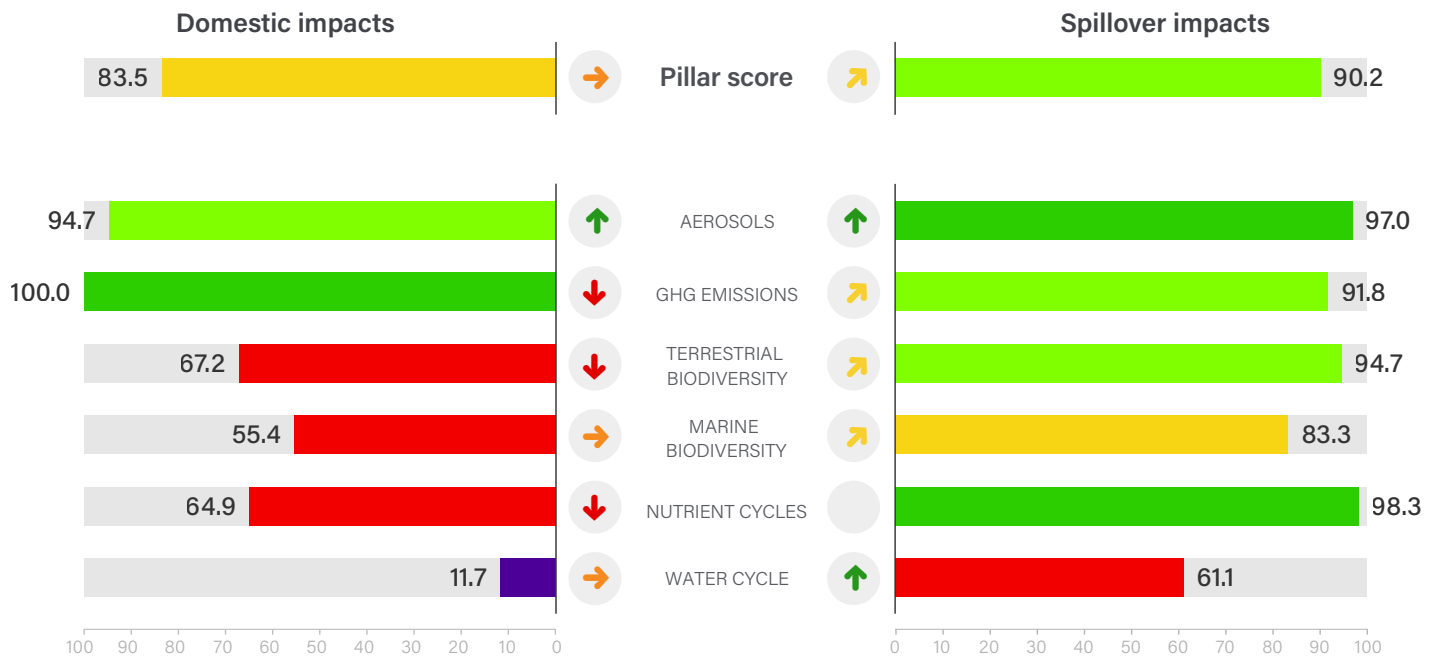 Domestic impacts
Spillover impacts
83.5
Pillar score
90.2
94.7
AEROSOLS
97.0
100.0
GHG EMISSIONS
91.8
67.2
TERRESTRIAL
BIODIVERSITY
94.7
55.4
MARINE
BIODIVERSITY
83.3
64.9
NUTRIENT CYCLES
98.3
11.7
WATER CYCLE
61.1
100 90 80 70 60 50 40 30 20 10 0
0 10 20 30 40 50 60 70 80 90 100